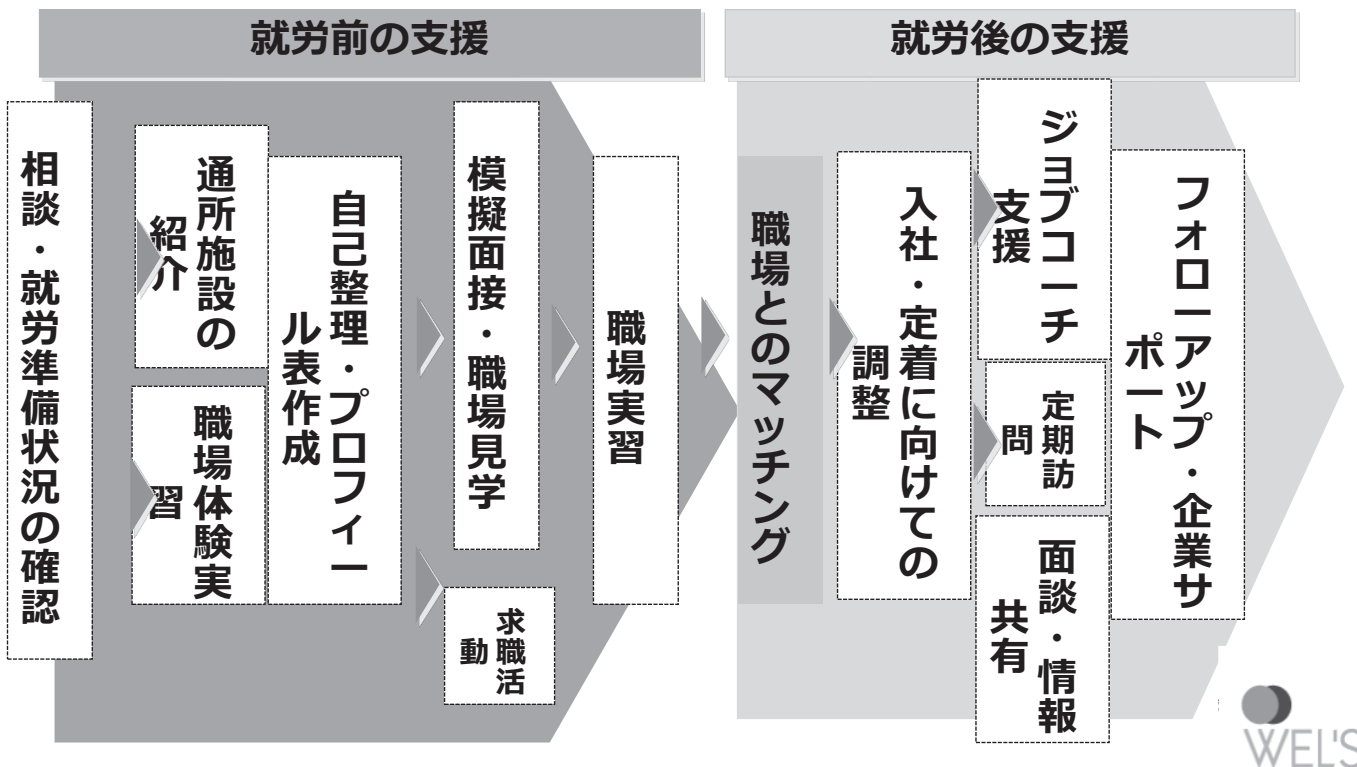 就労前の支援
就労後の支援
相談・就労準備状況の確認
通所施設の
紹介
職場体験実
習
自己整理・プロフィー
ル表作成
模擬面接・職場見学
求職活
動
職場実習
職場とのマッチング
入社・定着に向けての
調整
ジョブコーチ
支援
定期訪
問
面談・情報
共有
フォローアップ・企業サ
ポート
WEL'S